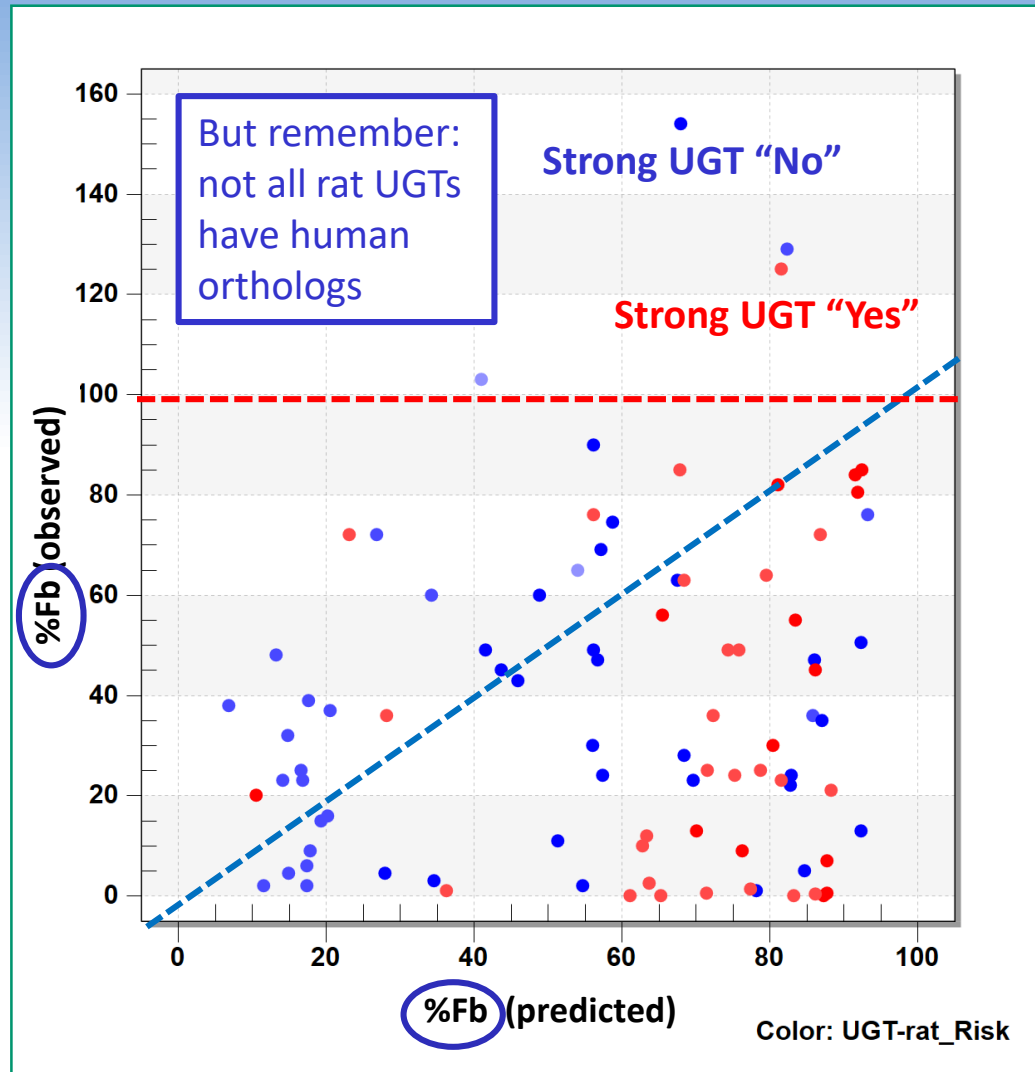 160
140
120
100
80
60
40
20
0
But remember:
not all rat UGTs
have human
orthologs
Strong UGT “No”
Strong UGT “Yes”
%Fb (observed)
0 20 40 60 80 100
%Fb (predicted)
Color: UGT-rat_Risk